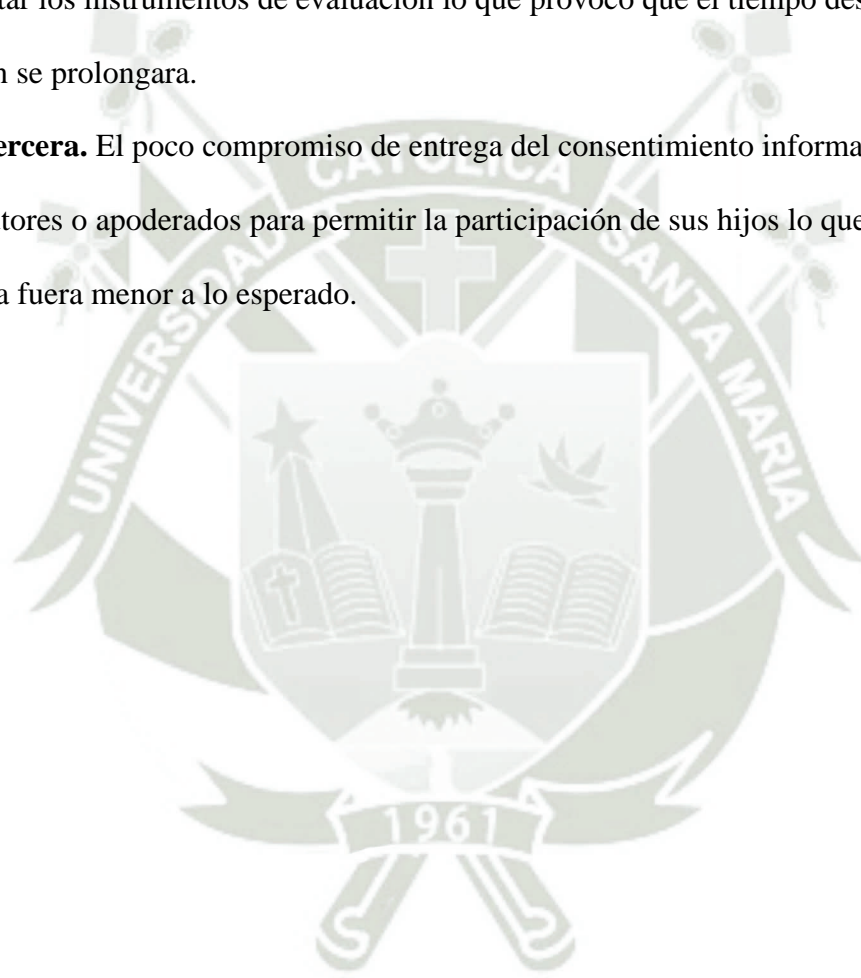 tar los instrumentos de evaluación lo que provocó que el tiempo des
n se prolongara.
ercera. El poco compromiso de entrega del consentimiento informa
ctores o apoderados para permitir la participación de sus hijos lo que
a fuera menor a lo esperado.
UNIVERSIDAD CATOLICA SANTA MARIA
1961